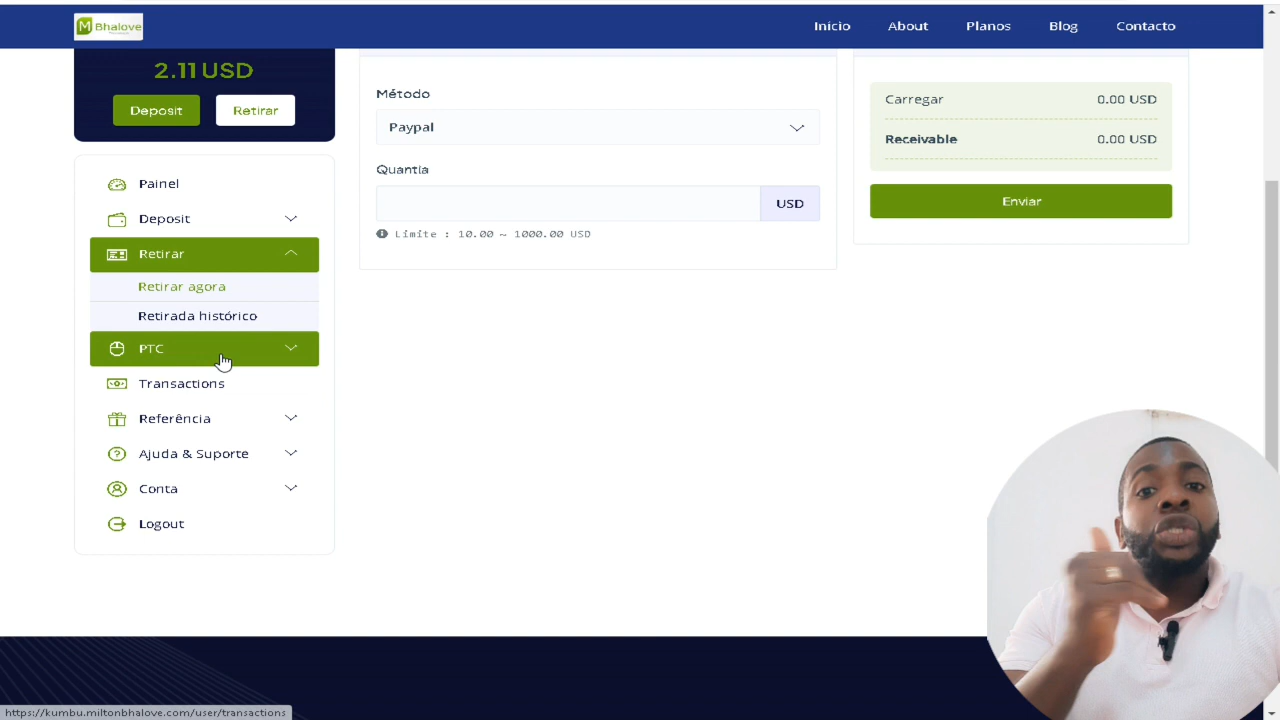 M Bhalove
Início
About
Planos
Blog
Contacto
2.11 USD
Deposit
Retirar
Painel
Deposit
Retirar
Retirar agora
Retirada histórico
PTC
Transactions
Referência
Ajuda & Suporte
Conta
Logout
Método
Paypal
Quantia
USD
Limite : 10.00 ~ 1000.00 USD
Carregar 0.00 USD
Receivable 0.00 USD
Enviar
https://kumbu.miltonbhalove.com/user/transactions